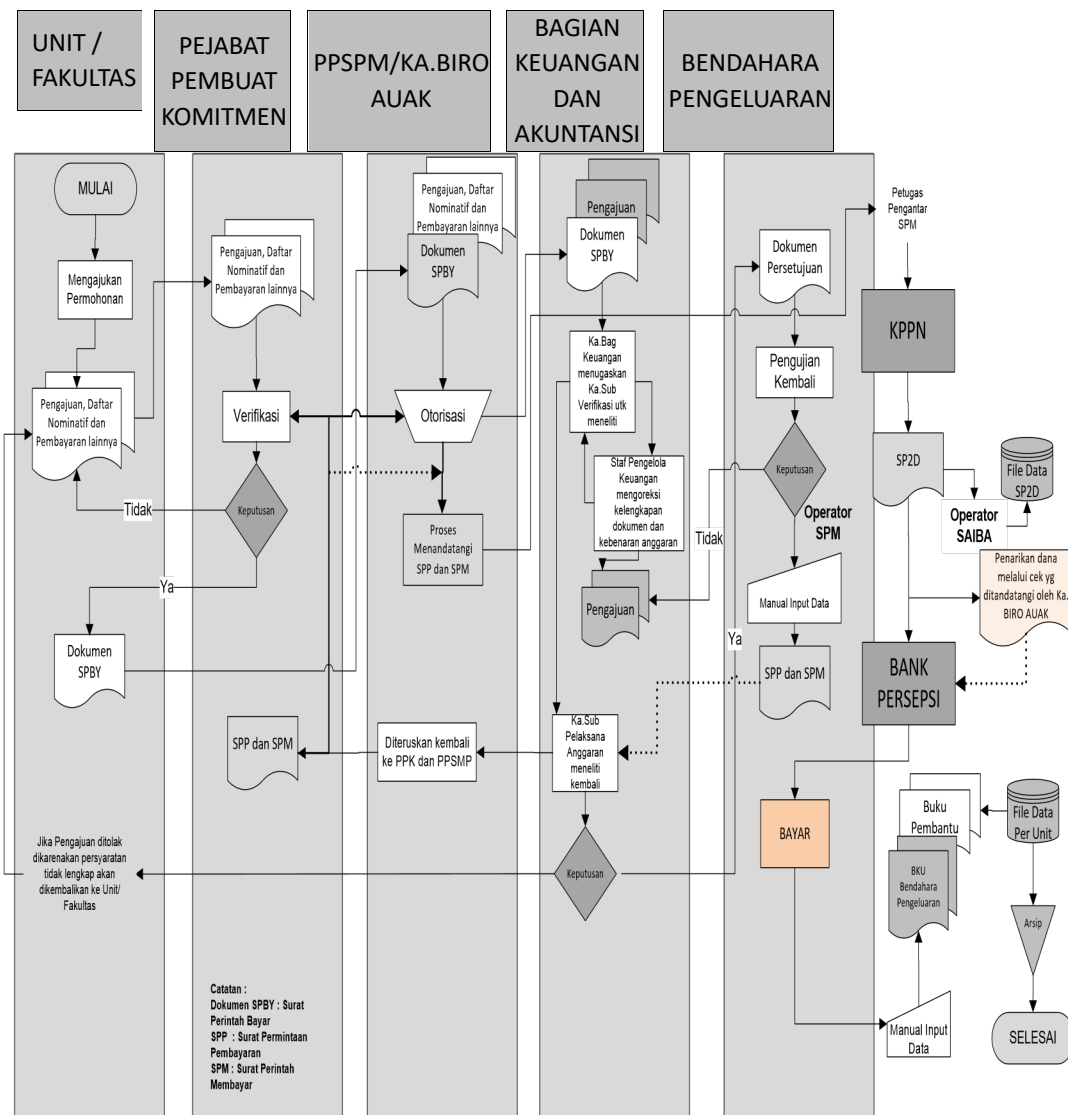 UNIT /
FAKULTAS
PEJABAT
PEMBUAT
KOMITMEN
PPSPM/KA.BIRO
AUAK
BAGIAN
KEUANGAN
DAN
AKUNTANSI
BENDAHARA
PENGELUARAN
MULAI
Mengajukan
Permohonan
Pengajuan, Daftar
Nominatif dan
Pembayaran lainnya
Jika Pengajuan ditolak
dikarenakan persyaratan
tidak lengkap akan
dikembalikan ke Unit/
Fakultas
Tidak
Ya
Dokumen
SPBY
Pengajuan, Daftar
Nominatif dan
Pembayaran lainnya
Verifikasi
Keputusan
SPP dan SPM
Catatan :
Dokumen SPBY : Surat
Perintah Bayar
SPP : Surat Permintaan
Pembayaran
SPM : Surat Perintah
Membayar
Pengajuan, Daftar
Nominatif dan
Pembayaran lainnya
Dokumen
SPBY
Otorisasi
Proses
Menandatangi
SPP dan SPM
Diteruskan kembali
ke PPK dan PPSMP
Pengajuan
Dokumen
SPBY
Ka.Bag
Keuangan
menugaskan
Ka.Sub
Verifikasi utk
meneliti
Staf Pengelola
Keuangan
mengoreksi
kelengkapan
dokumen dan
kebenaran anggaran
Pengajuan
Ka.Sub
Pelaksana
Anggaran
meneliti
kembali
Keputusan
Dokumen
Persetujuan
Pengujian
Kembali
Keputusan
Tidak
Operator
SPM
Manual Input Data
Ya
SPP dan SPM
BAYAR
Petugas
Pengantar
SPM
KPPN
SP2D
File Data
SP2D
Operator
SAIBA
Penarikan dana
melalui cek yg
ditandatangi oleh Ka.
BIRO AUAK
BANK
PERSEPSI
Buku
Pembantu
File Data
Per Unit
BKU
Bendahara
Pengeluaran
Arsip
Manual Input
Data
SELESAI